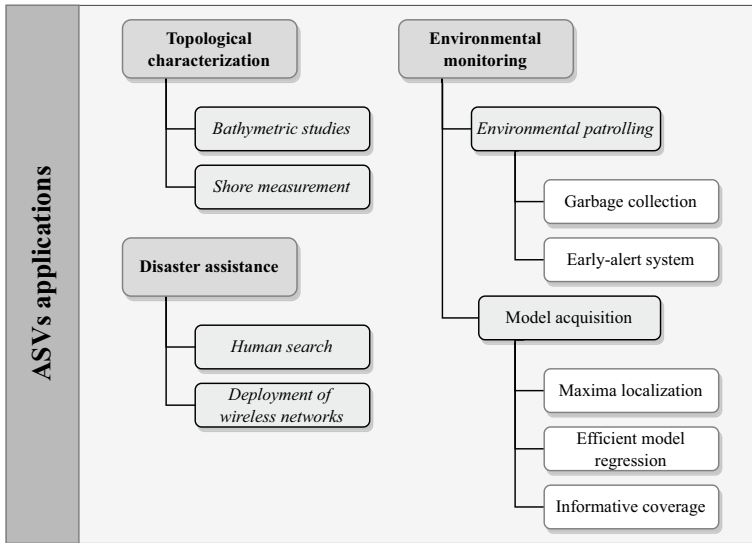 ASVs applications
Topological
characterization
Bathymetric studies
Shore measurement
Disaster assistance
Human search
Deployment of
wireless networks
Environmental
monitoring
Environmental patrolling
Garbage collection
Early-alert system
Model acquisition
Maxima localization
Efficient model
regression
Informative coverage